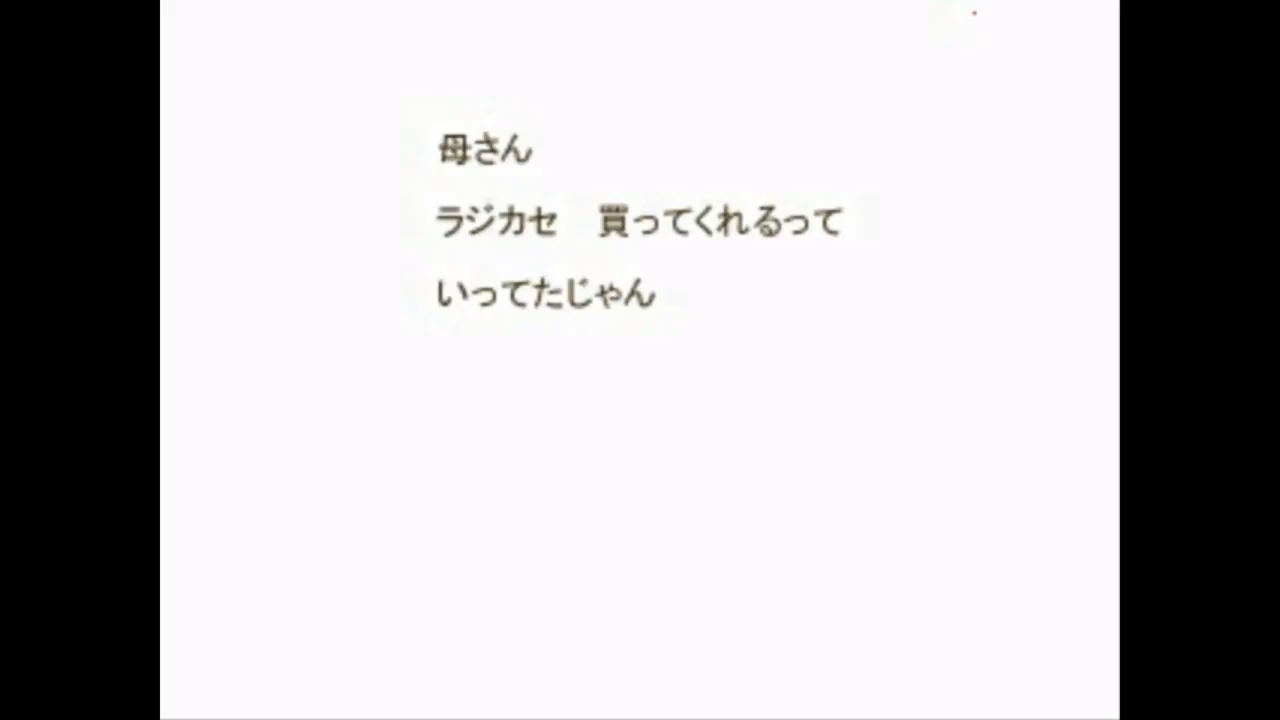 母さん
ラジカセ　買ってくれるって
いってたじゃん